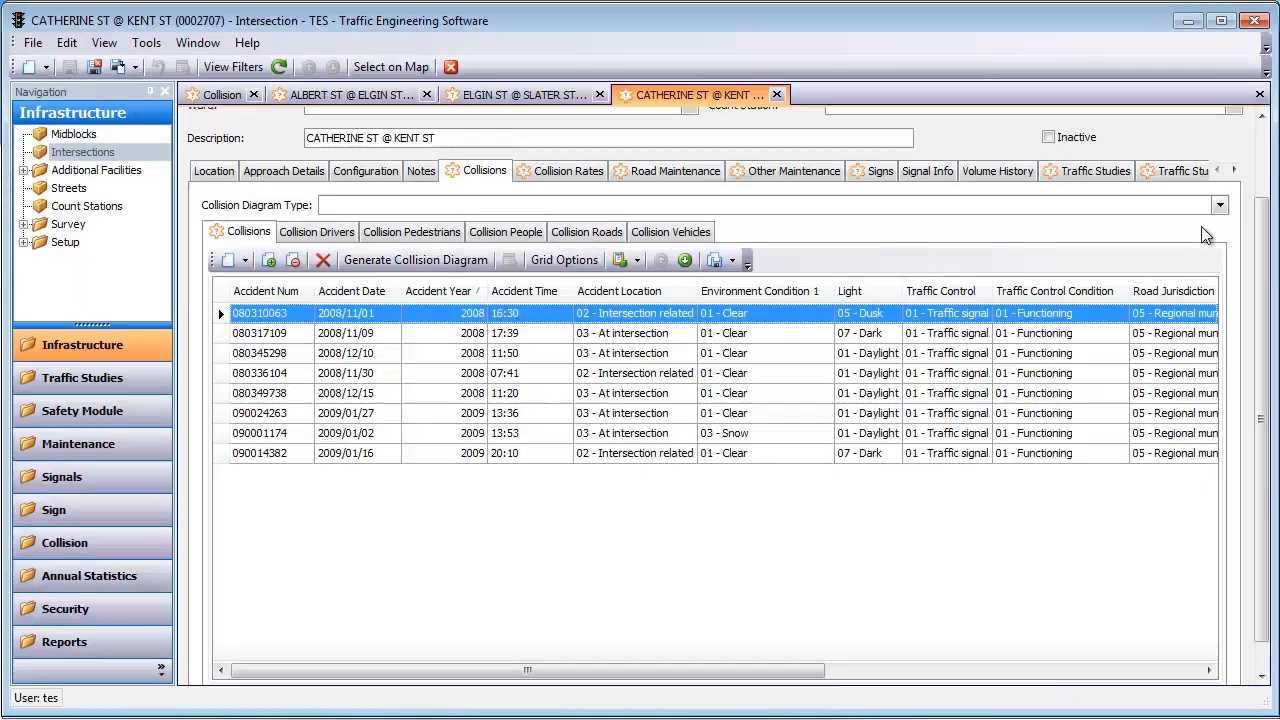 CATHERINE ST @ KENT ST (0002707) - Intersection - TES - Traffic Engineering Software
File Edit View Tools Window Help
View Filters Select on Map
Navigation
Infrastructure
Midblocks
Intersections
Additional Facilities
Streets
Count Stations
Survey
Setup
Infrastructure
Traffic Studies
Safety Module
Maintenance
Signals
Sign
Collision
Annual Statistics
Security
Reports
Collision ALBERT ST @ ELGIN ST... ELGIN ST @ SLATER ST... CATHERINE ST @ KENT ...
Description: CATHERINE ST @ KENT ST Inactive
Location Approach Details Configuration Notes Collisions Collision Rates Road Maintenance Other Maintenance Signs Signal Info Volume History Traffic Studies Traffic Stu
Collision Diagram Type:
Collisions Collision Drivers Collision Pedestrians Collision People Collision Roads Collision Vehicles
Generate Collision Diagram Grid Options
Accident Num Accident Date Accident Year Accident Time Accident Location Environment Condition 1 Light Traffic Control Traffic Control Condition Road Jurisdiction
080310063 2008/11/01 2008 16:30 02 - Intersection related 01 - Clear 05 - Dusk 01 - Traffic signal 01 - Functioning 05 - Regional mun
080317109 2008/11/09 2008 17:39 03 - At intersection 01 - Clear 07 - Dark 01 - Traffic signal 01 - Functioning 05 - Regional mun
080345298 2008/12/10 2008 11:50 03 - At intersection 01 - Clear 01 - Daylight 01 - Traffic signal 01 - Functioning 05 - Regional mun
080336104 2008/11/30 2008 07:41 02 - Intersection related 01 - Clear 01 - Daylight 01 - Traffic signal 01 - Functioning 05 - Regional mun
080349738 2008/12/15 2008 11:20 03 - At intersection 01 - Clear 01 - Daylight 01 - Traffic signal 01 - Functioning 05 - Regional mun
090024263 2009/01/27 2009 13:36 03 - At intersection 01 - Clear 01 - Daylight 01 - Traffic signal 01 - Functioning 05 - Regional mun
090001174 2009/01/02 2009 13:53 03 - At intersection 03 - Snow 01 - Daylight 01 - Traffic signal 01 - Functioning 05 - Regional mun
090014382 2009/01/16 2009 20:10 02 - Intersection related 01 - Clear 07 - Dark 01 - Traffic signal 01 - Functioning 05 - Regional mun
User: tes